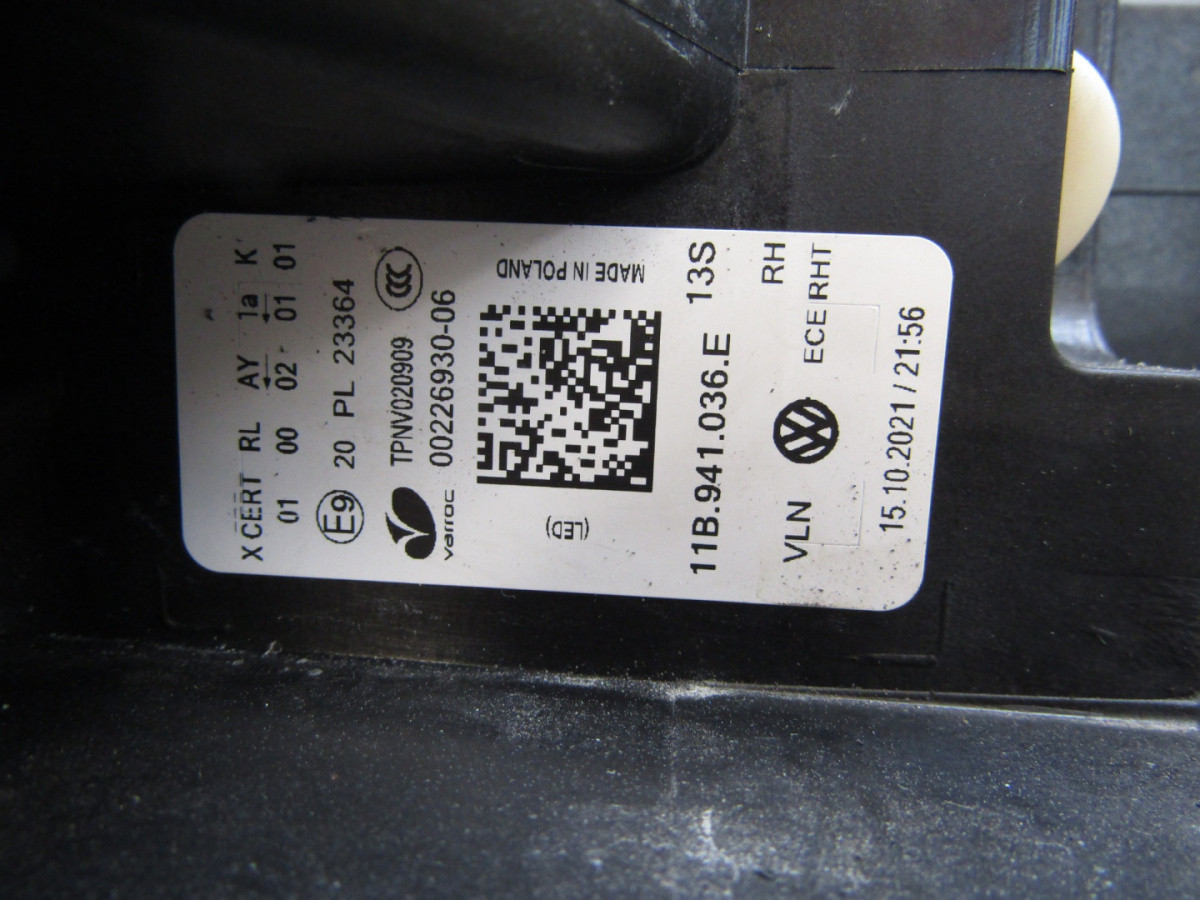 X CERT RL AY 1a K
01 00 02 01 01
E9 20 PL 23364
TPNV020909
00226930-06
varroc
CCC
(LED)
MADE IN POLAND
11B.941.036.E 13S
VLN RH
ECE RHT
15.10.2021 / 21:56